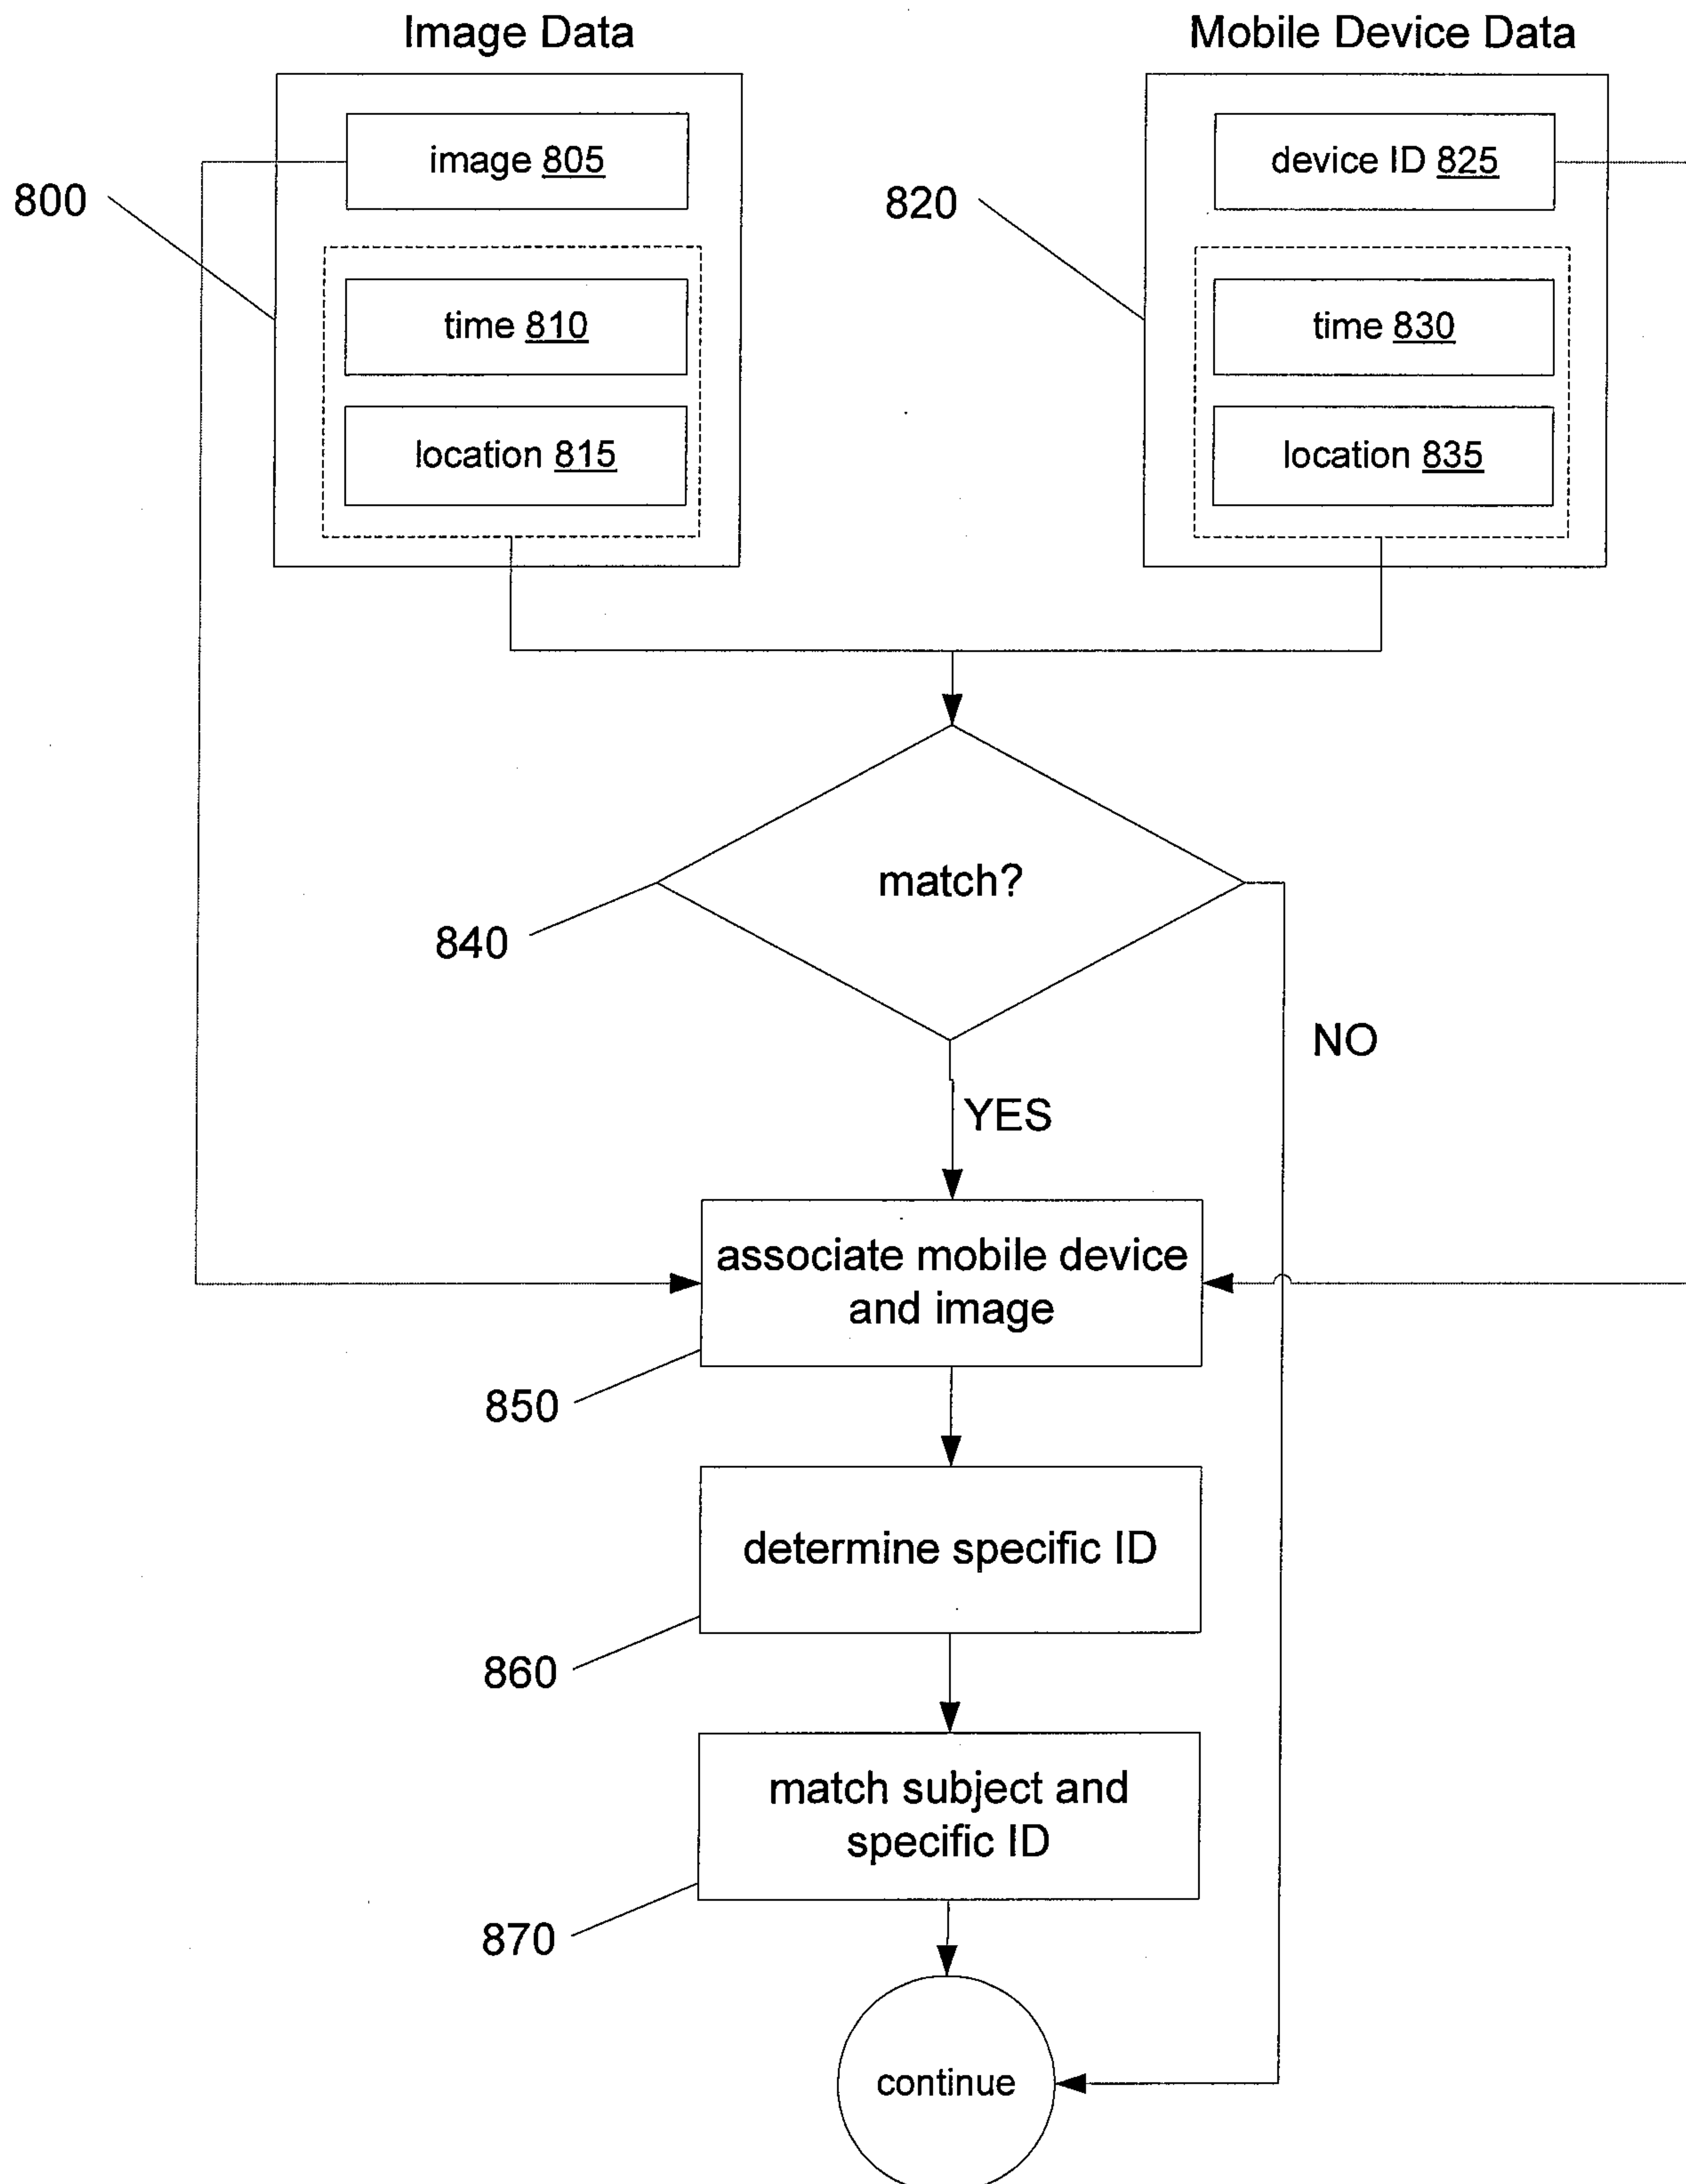 Image Data
Mobile Device Data
image 805
device ID 825
800
820
time 810
time 830
location 815
location 835
match?
840
NO
YES
associate mobile device
and image
850
determine specific ID
860
match subject and
specific ID
870
continue